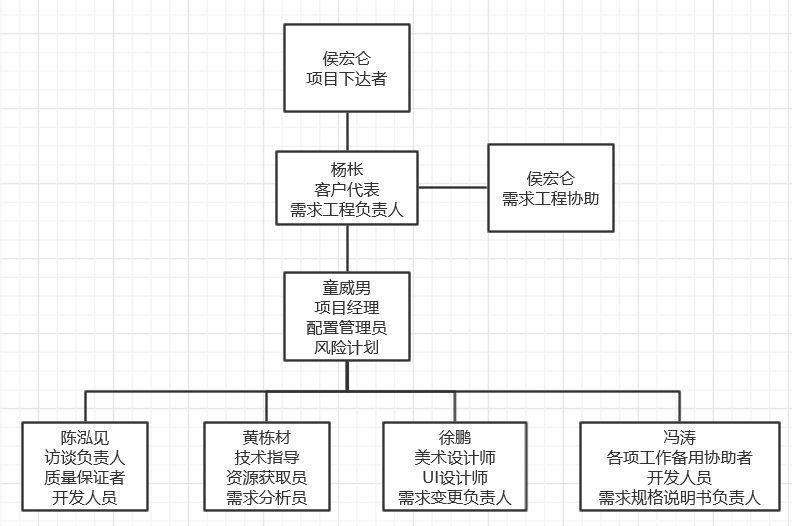 侯宏仑
项目下达者
杨枨
客户代表
需求工程负责人
侯宏仑
需求工程协助
童威男
项目经理
配置管理员
风险计划
陈泓见
访谈负责人
质量保证者
开发人员
黄栋材
技术指导
资源获取员
需求分析员
徐鹏
美术设计师
UI设计师
需求变更负责人
冯涛
各项工作备用协助者
开发人员
需求规格说明书负责人